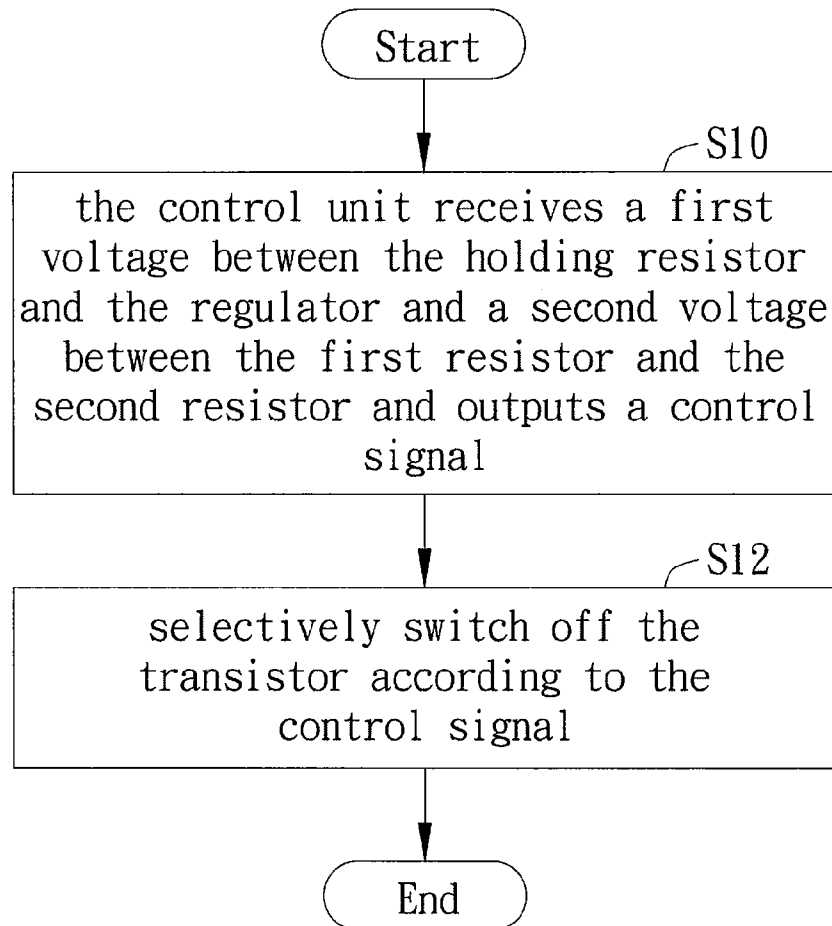 Start
S10
the control unit receives a first
voltage between the holding resistor
and the regulator and a second voltage
between the first resistor and the
second resistor and outputs a control
signal
S12
selectively switch off the
transistor according to the
control signal
End